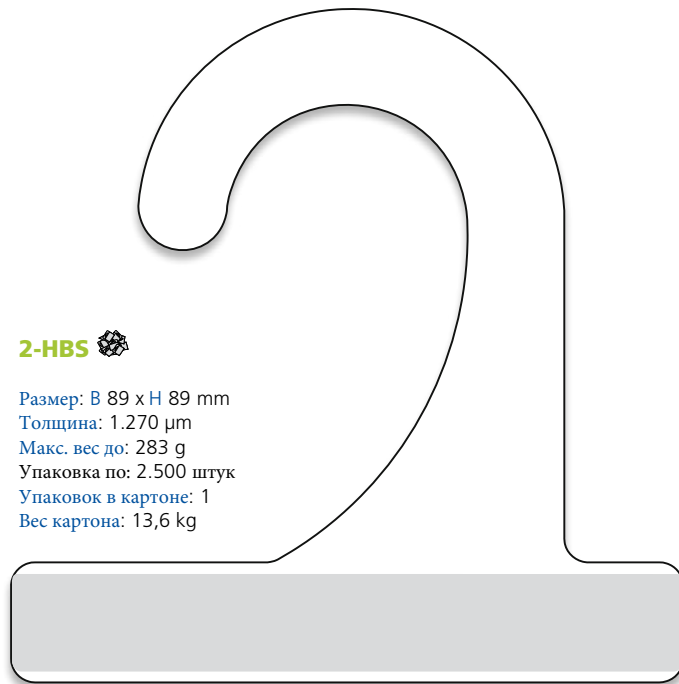 2-HBS
Размер: B 89 x H 89 mm
Толщина: 1.270 µm
Макс. вес до: 283 g
Упаковка по: 2.500 штук
Упаковок в картоне: 1
Вес картона: 13,6 kg